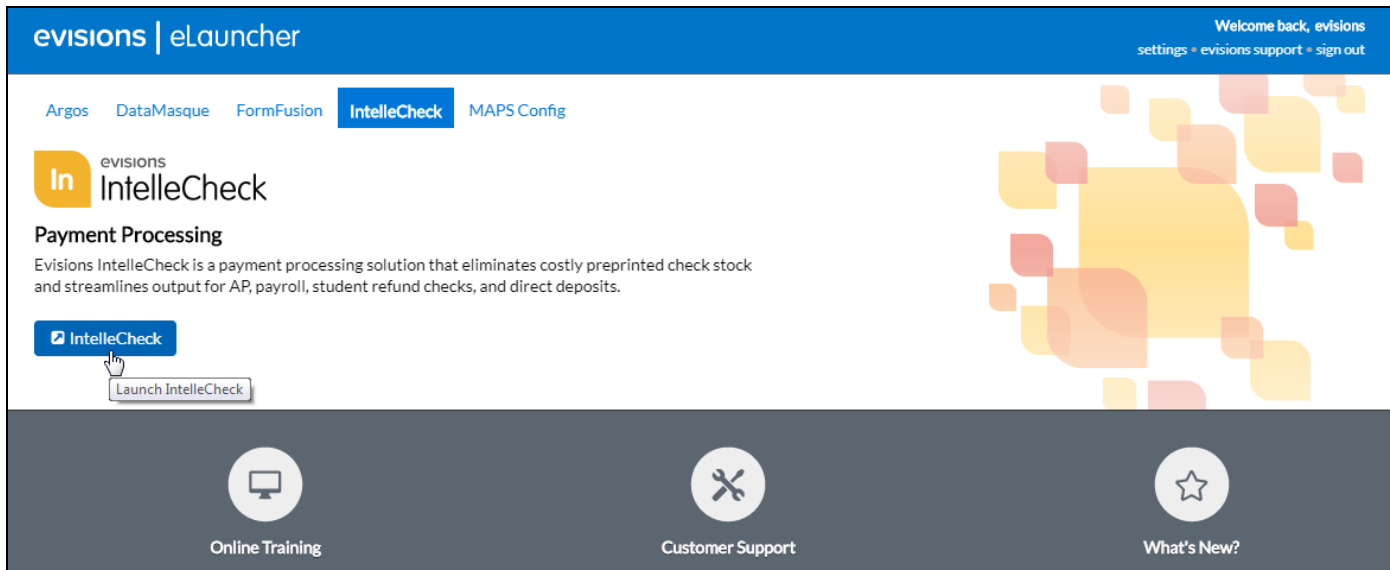 evisions | eLauncher
Welcome back, evisions
settings • evisions support • sign out
Argos DataMasque FormFusion IntelleCheck MAPS Config
In
evisions
IntelleCheck
Payment Processing
Evisions IntelleCheck is a payment processing solution that eliminates costly preprinted check stock
and streamlines output for AP, payroll, student refund checks, and direct deposits.
IntelleCheck
Launch IntelleCheck
Online Training Customer Support What's New?